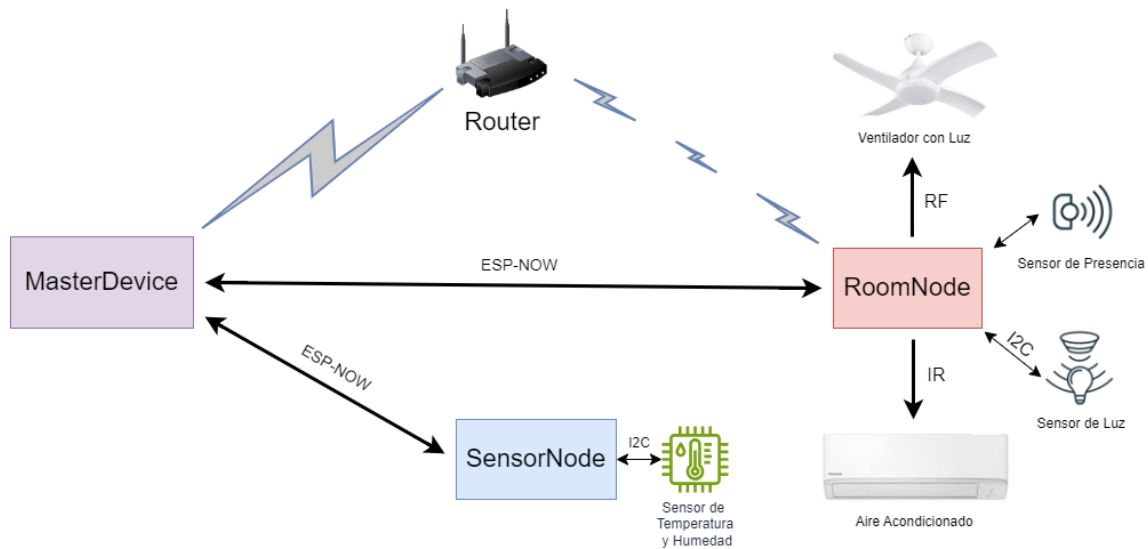 Router
Ventilador con Luz
RF
Sensor de Presencia
MasterDevice
ESP-NOW
RoomNode
I2C
ESP-NOW
IR
Sensor de Luz
SensorNode
I2C
Sensor de
Temperatura
y Humedad
Panasonic
Aire Acondicionado